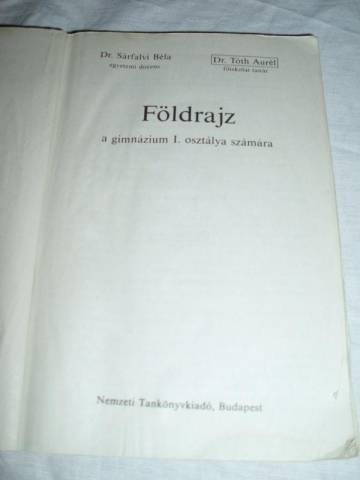 Dr. Sárfalvi Béla
egyetemi docens
Dr. Tóth Aurél
főiskolai tanár
Földrajz
a gimnázium I. osztálya számára
Nemzeti Tankönyvkiadó, Budapest